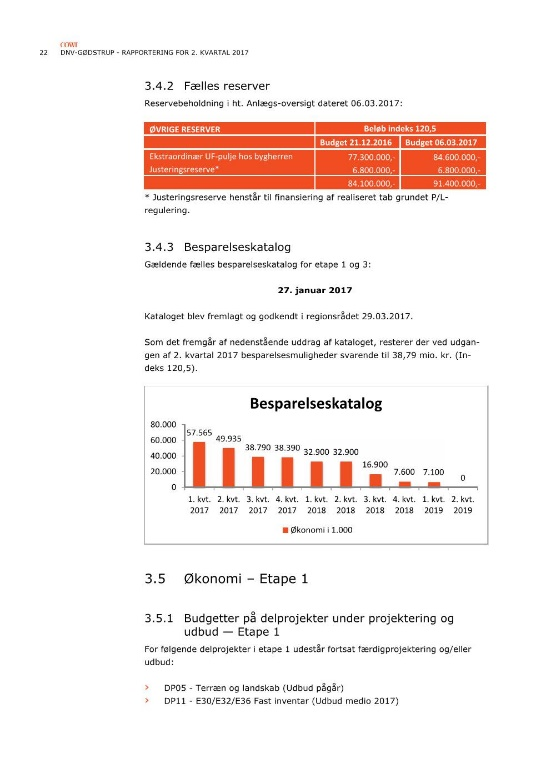 COWI
22 DNV-GØDSTRUP - RAPPORTERING FOR 2. KVARTAL 2017
3.4.2 Fælles reserver
Reservebeholdning i ht. Anlægs-oversigt dateret 06.03.2017:
ØVRIGE RESERVER Beløb indeks 120,5
Budget 21.12.2016 Budget 06.03.2017
Ekstraordinær UF-pulje hos bygherren 77.300.000,- 84.600.000,-
Justeringsreserve* 6.800.000,- 6.800.000,-
84.100.000,- 91.400.000,-
* Justeringsreserve henstår til finansiering af realiseret tab grundet P/L-
regulering.
3.4.3 Besparelseskatalog
Gældende fælles besparelseskatalog for etape 1 og 3:
27. januar 2017
Kataloget blev fremlagt og godkendt i regionsrådet 29.03.2017.
Som det fremgår af nedenstående uddrag af kataloget, resterer der ved udgan-
gen af 2. kvartal 2017 besparelsesmuligheder svarende til 38,79 mio. kr. (In-
deks 120,5).
Besparelseskatalog
80.000
60.000
40.000
20.000
0
57.565 49.935 38.790 38.390 32.900 32.900 16.900 7.600 7.100 0
1. kvt. 2. kvt. 3. kvt. 4. kvt. 1. kvt. 2. kvt. 3. kvt. 4. kvt. 1. kvt. 2. kvt.
2017 2017 2017 2017 2018 2018 2018 2018 2019 2019
Økonomi i 1.000
3.5 Økonomi – Etape 1
3.5.1 Budgetter på delprojekter under projektering og
udbud — Etape 1
For følgende delprojekter i etape 1 udestår fortsat færdigprojektering og/eller
udbud:
› DP05 - Terræn og landskab (Udbud pågår)
› DP11 - E30/E32/E36 Fast inventar (Udbud medio 2017)